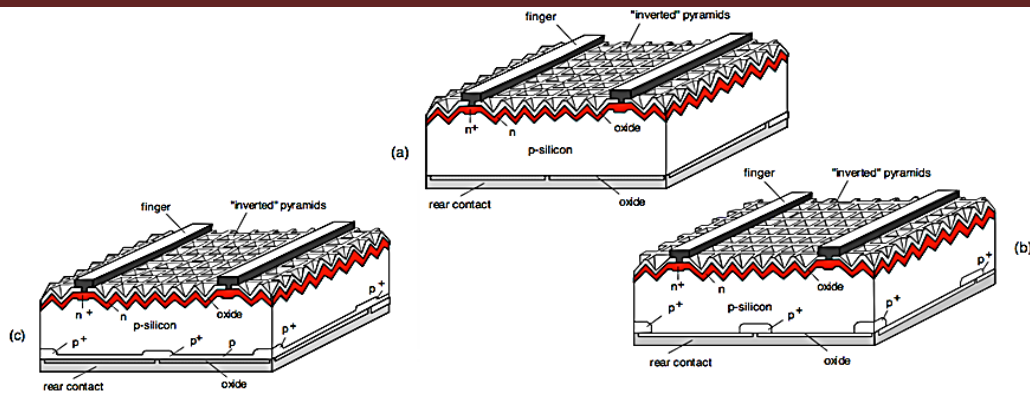 finger
"inverted" pyramids
n+
n
oxide
p-silicon
(a)
rear contact
oxide
finger
"inverted" pyramids
(b)
n+
n
oxide
p-silicon
p+
p+
p+
rear contact
oxide
finger
"inverted" pyramids
n+
n
oxide
p-silicon
(c)
p+
p+
p
p+
rear contact
oxide